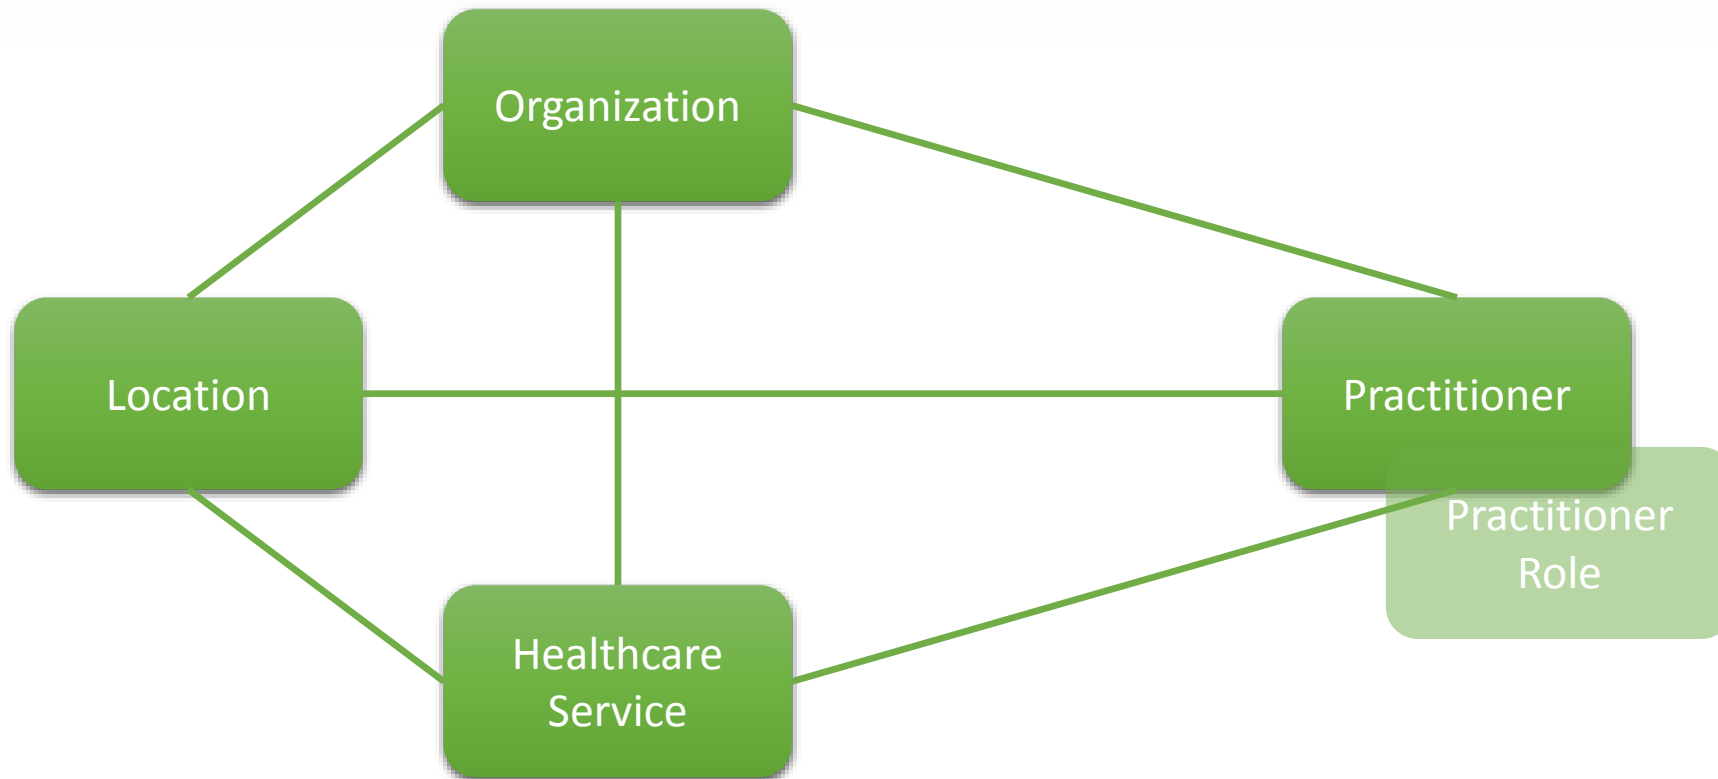 Organization
Location
Practitioner
Practitioner
Role
Healthcare
Service